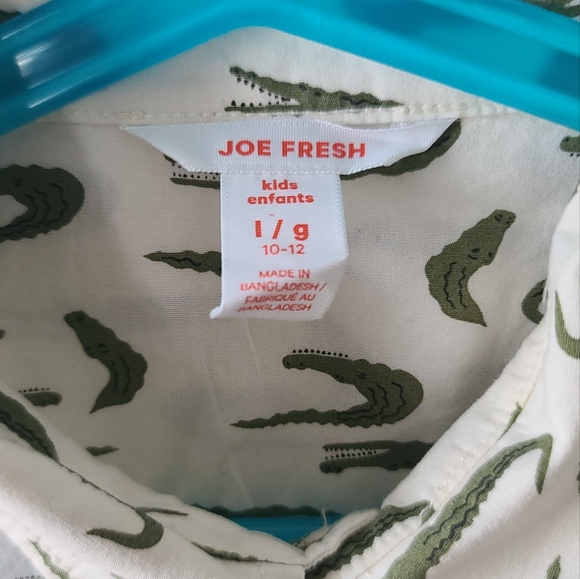 JOE FRESH
kids
enfants
l / g
10-12
MADE IN
BANGLADESH /
FABRIQUÉ AU
BANGLADESH